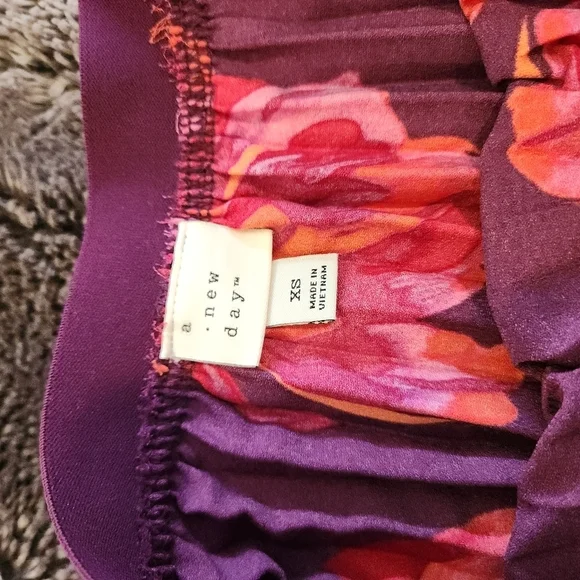 a
· new
day™
XS
MADE IN
VIETNAM